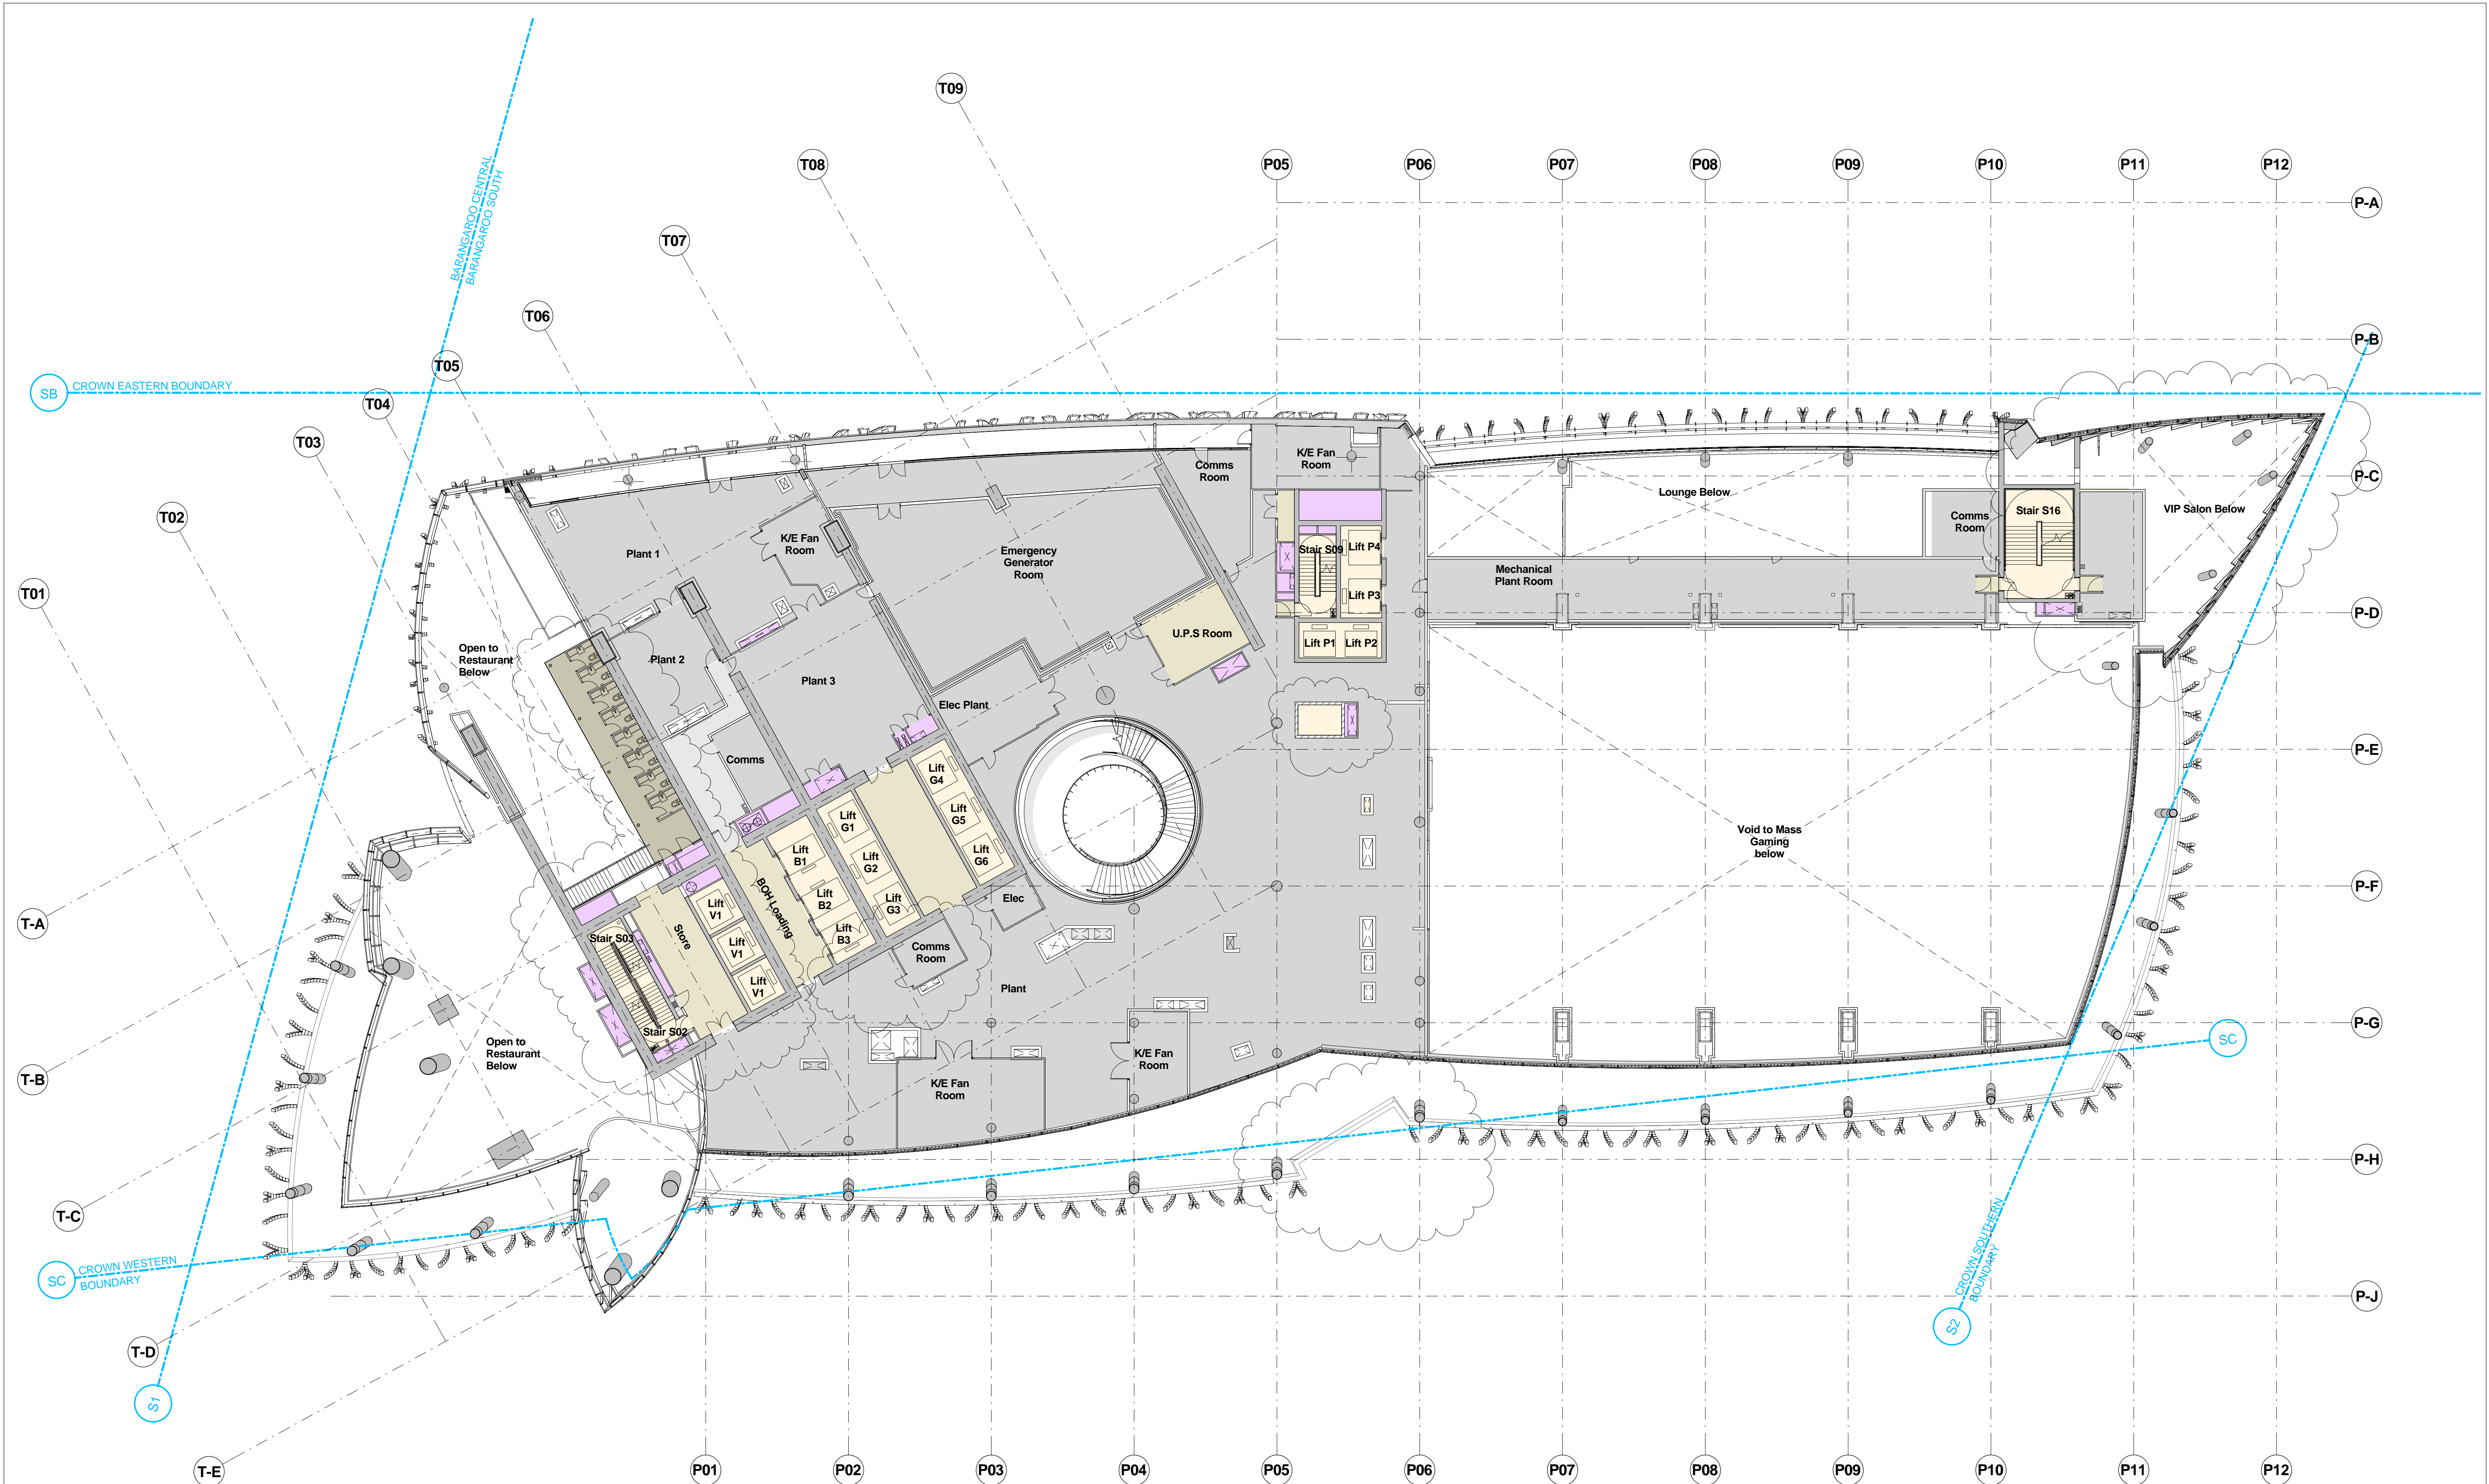 T09
T08
P05
P06
P07
P08
P09
P10
P11
P12
BARANGAROO CENTRAL
BARANGAROO SOUTH
P-A
T07
T06
P-B
T05
SB
CROWN EASTERN BOUNDARY
T04
T03
T02
T01
K/E Fan
Room
Comms
Room
P-C
Lounge Below
Stair S16
VIP Salon Below
Comms
Room
Plant 1
K/E Fan
Room
Emergency
Generator
Room
Stair S09
Lift P4
Lift P3
Mechanical
Plant Room
P-D
U.P.S Room
Lift P1
Lift P2
Open to
Restaurant
Below
Plant 2
Plant 3
Elec Plant
P-E
Comms
Lift
G4
Lift
G5
Lift
G6
Lift
G1
Lift
G2
Lift
G3
Lift
B1
Lift
B2
Lift
B3
Void to Mass
Gaming
below
P-F
BOH Loading
Elec
T-A
Lift
V1
Lift
V1
Lift
V1
Store
Stair S03
Comms
Room
Plant
Stair S02
P-G
SC
Open to
Restaurant
Below
K/E Fan
Room
K/E Fan
Room
T-B
P-H
T-C
SC
CROWN WESTERN
BOUNDARY
CROWN SOUTHERN
BOUNDARY
S2
P-J
T-D
S1
T-E
P01
P02
P03
P04
P05
P06
P07
P08
P09
P10
P11
P12